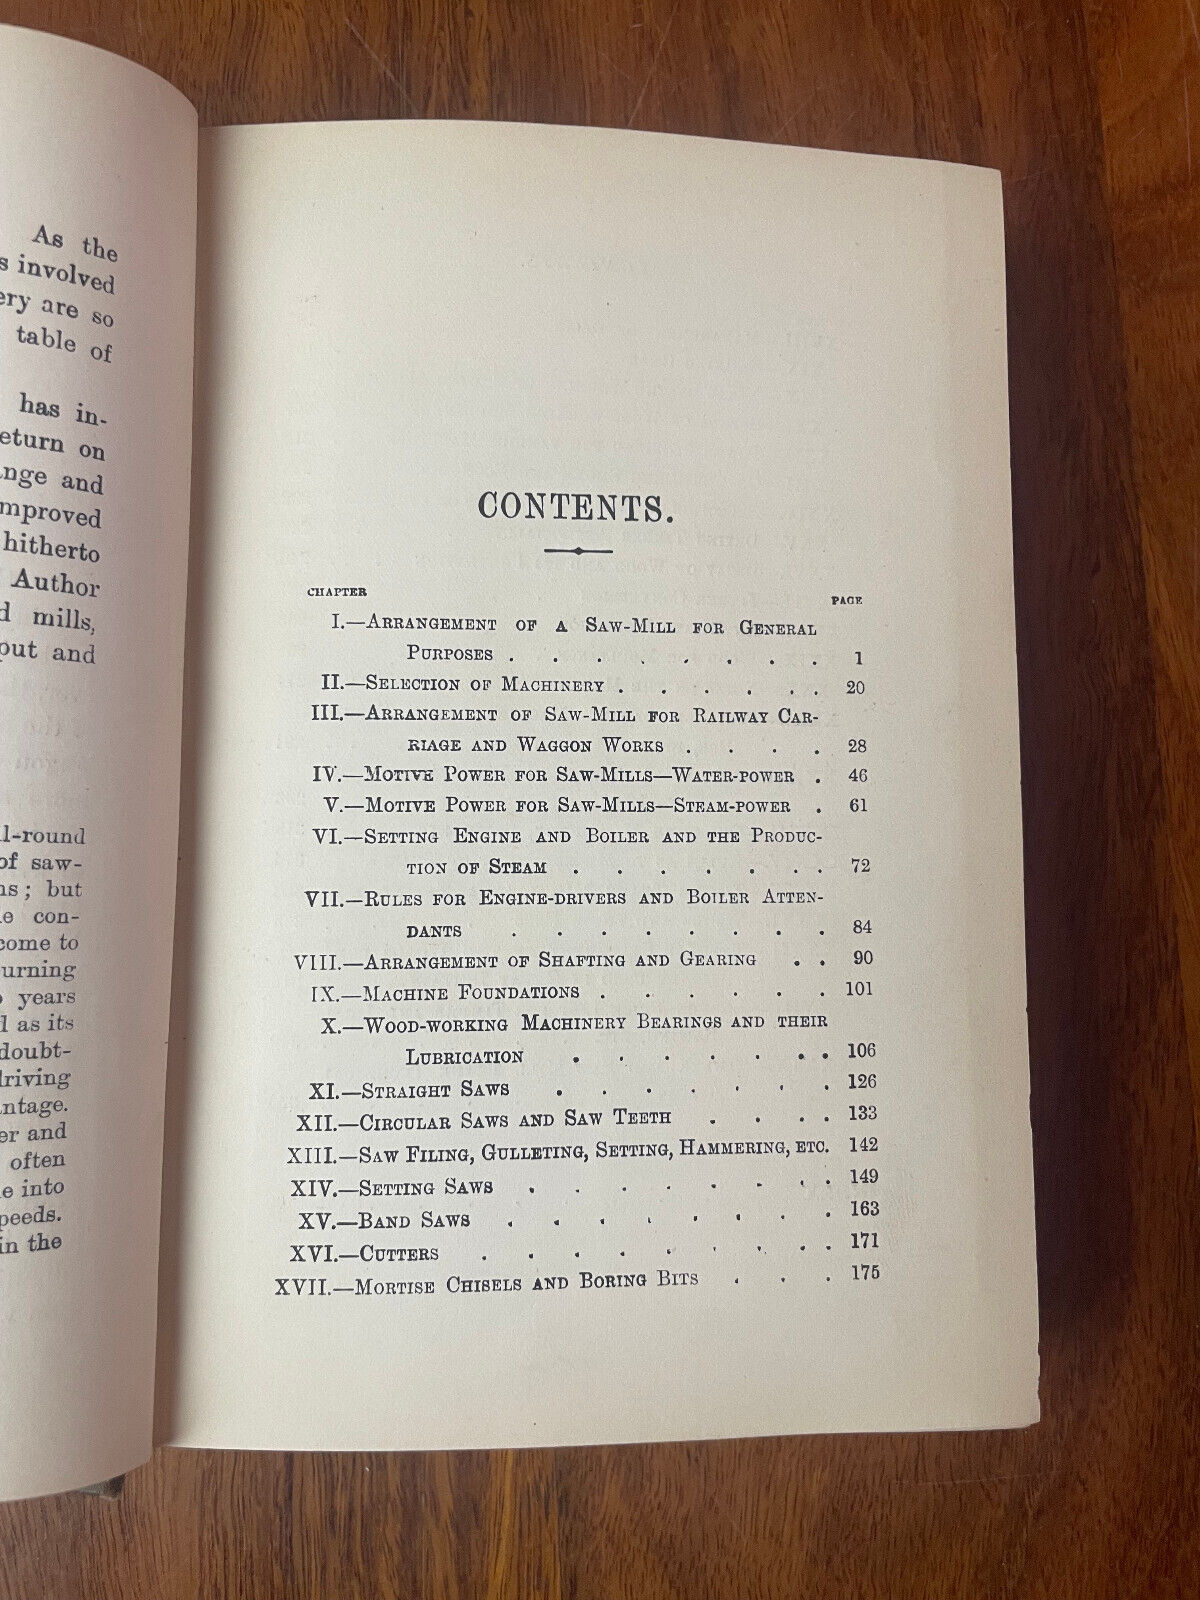 As the
s involved
ery are so
table of
has in-
eturn on
nge and
mproved
hitherto
Author
d mills,
put and
l-round
of saw-
ns; but
e con-
come to
urning
years
l as its
doubt-
driving
ntage.
er and
often
e into
peeds.
in the
CONTENTS.
CHAPTER PAGE
I.—ARRANGEMENT OF A SAW-MILL FOR GENERAL
PURPOSES . . . . . . . . 1
II.—SELECTION OF MACHINERY . . . . . . 20
III.—ARRANGEMENT OF SAW-MILL FOR RAILWAY CAR-
RIAGE AND WAGGON WORKS . . . . 28
IV.—MOTIVE POWER FOR SAW-MILLS—WATER-POWER . 46
V.—MOTIVE POWER FOR SAW-MILLS—STEAM-POWER . 61
VI.—SETTING ENGINE AND BOILER AND THE PRODUC-
TION OF STEAM . . . . . . . 72
VII.—RULES FOR ENGINE-DRIVERS AND BOILER ATTEN-
DANTS . . . . . . . . 84
VIII.—ARRANGEMENT OF SHAFTING AND GEARING . . 90
IX.—MACHINE FOUNDATIONS . . . . . . 101
X.—WOOD-WORKING MACHINERY BEARINGS AND THEIR
LUBRICATION . . . . . . . 106
XI.—STRAIGHT SAWS . . . . . . . 126
XII.—CIRCULAR SAWS AND SAW TEETH . . . . 133
XIII.—SAW FILING, GULLETING, SETTING, HAMMERING, ETC. 142
XIV.—SETTING SAWS . . . . . . . . 149
XV.—BAND SAWS . . . . . . . . 163
XVI.—CUTTERS . . . . . . . . . 171
XVII.—MORTISE CHISELS AND BORING BITS . . . 175